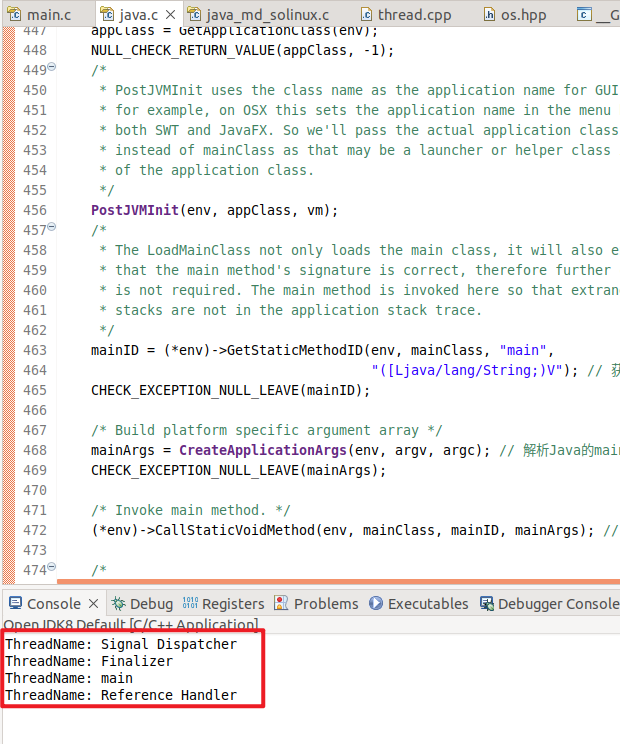 main.c java.c java_md_solinux.c thread.cpp os.hpp __G
447 appClass = GetApplicationClass(env);
448 NULL_CHECK_RETURN_VALUE(appClass, -1);
449 /*
450 * PostJVMInit uses the class name as the application name for GUI
451 * for example, on OSX this sets the application name in the menu
452 * both SWT and JavaFX. So we'll pass the actual application class
453 * instead of mainClass as that may be a launcher or helper class
454 * of the application class.
455 */
456 PostJVMInit(env, appClass, vm);
457 /*
458 * The LoadMainClass not only loads the main class, it will also e
459 * that the main method's signature is correct, therefore further
460 * is not required. The main method is invoked here so that extran
461 * stacks are not in the application stack trace.
462 */
463 mainID = (*env)->GetStaticMethodID(env, mainClass, "main",
464 "([Ljava/lang/String;)V"); // 获
465 CHECK_EXCEPTION_NULL_LEAVE(mainID);
466
467 /* Build platform specific argument array */
468 mainArgs = CreateApplicationArgs(env, argv, argc); // 解析Java的mai
469 CHECK_EXCEPTION_NULL_LEAVE(mainArgs);
470
471 /* Invoke main method. */
472 (*env)->CallStaticVoidMethod(env, mainClass, mainID, mainArgs); //
473
474 /*
Console Debug 1010 0101 Registers Problems Executables Debugger Console
OpenJDK8 Default [C/C++ Application]
ThreadName: Signal Dispatcher
ThreadName: Finalizer
ThreadName: main
ThreadName: Reference Handler